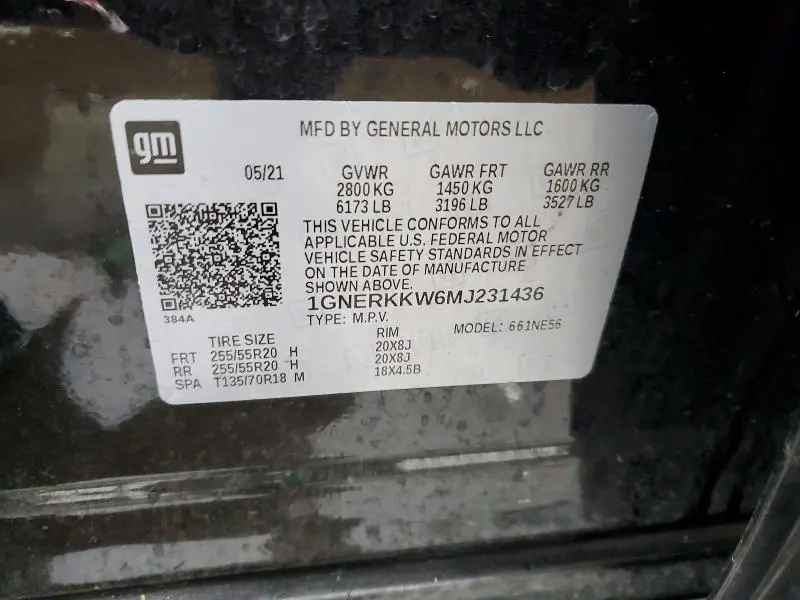 gm
MFD BY GENERAL MOTORS LLC
05/21 GVWR GAWR FRT GAWR RR
2800 KG 1450 KG 1600 KG
6173 LB 3196 LB 3527 LB
THIS VEHICLE CONFORMS TO ALL
APPLICABLE U.S. FEDERAL MOTOR
VEHICLE SAFETY STANDARDS IN EFFECT
ON THE DATE OF MANUFACTURE
SHOWN ABOVE.
1GNERKKW6MJ231436
384A
TYPE: M.P.V. MODEL: 661NE56
TIRE SIZE RIM
FRT 255/55R20 H 20X8J
RR 255/55R20 H 20X8J
SPA T135/70R18 M 18X4.5B